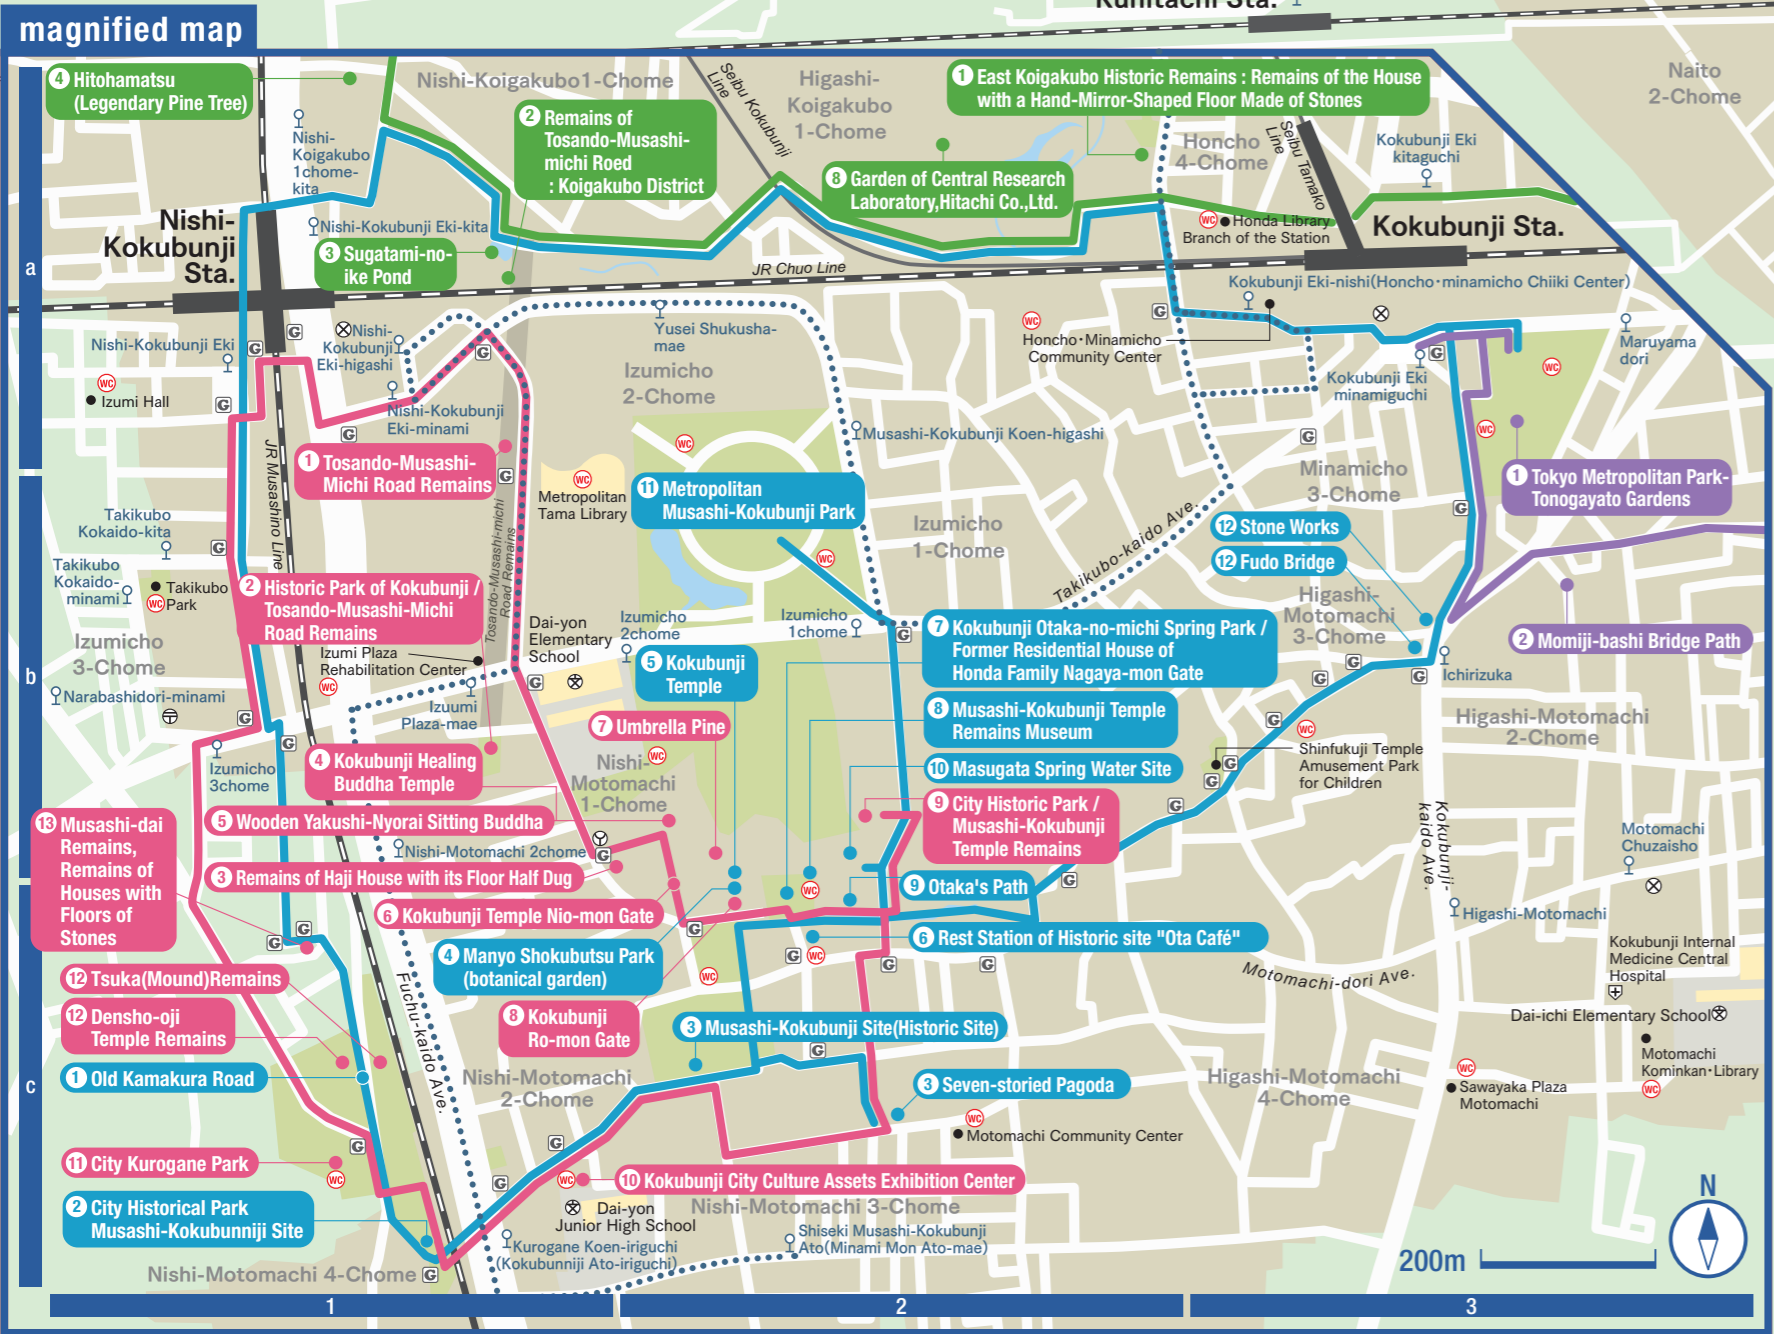 magnified map
Kunitachi Sta.
4 Hitohamatsu
(Legendary Pine Tree)
Nishi-Koigakubo1-Chome
Seibu Kokubunji
Line
Higashi-
Koigakubo
1-Chome
1 East Koigakubo Historic Remains : Remains of the House
with a Hand-Mirror-Shaped Floor Made of Stones
Naito
2-Chome
Nishi-
Koigakubo
1chome-
kita
2 Remains of
Tosando-Musashi-
michi Roed
: Koigakubo District
Honcho
4-Chome
Seibu Tamako
Line
Kokubunji Eki
kitaguchi
8 Garden of Central Research
Laboratory,Hitachi Co.,Ltd.
Nishi-
Kokubunji
Sta.
Nishi-Kokubunji Eki-kita
WC
Honda Library
Branch of the Station
Kokubunji Sta.
3 Sugatami-no-
ike Pond
JR Chuo Line
a
Kokubunji Eki-nishi(Honcho・minamicho Chiiki Center)
G
G
WC
Nishi-Kokubunji Eki
Nishi-
Kokubunji
Eki-higashi
Yusei Shukusha-
mae
Honcho・Minamicho
Community Center
Maruyama
dori
G
G
G
WC
Izumi Hall
G
Izumicho
2-Chome
Kokubunji Eki
minamiguchi
WC
Nishi-Kokubunji
Eki-minami
G
WC
Musashi-Kokubunji Koen-higashi
G
WC
JR Musashino Line
1 Tosando-Musashi-
Michi Road Remains
G
WC
Metropolitan
Tama Library
11 Metropolitan
Musashi-Kokubunji Park
Minamicho
3-Chome
1 Tokyo Metropolitan Park-
Tonogayato Gardens
G
Takikubo
Kokaido-kita
G
Tosando-Musashi-michi
Road Remains
Izumicho
1-Chome
Takikubo-kaido Ave.
12 Stone Works
12 Fudo Bridge
Takikubo
Kokaido-
minami
Takikubo
Park
WC
2 Historic Park of Kokubunji /
Tosando-Musashi-Michi
Road Remains
WC
Higashi-
Motomachi
3-Chome
Izumicho
3-Chome
Izumi Plaza
Rehabilitation Center
WC
Dai-yon
Elementary
School
Izumicho
2chome
Izumicho
1chome
G
7 Kokubunji Otaka-no-michi Spring Park /
Former Residential House of
Honda Family Nagaya-mon Gate
2 Momiji-bashi Bridge Path
b
5 Kokubunji
Temple
G
G
G
G
Ichirizuka
Narabashidori-minami
G
Izuumi
Plaza-mae
7 Umbrella Pine
8 Musashi-Kokubunji Temple
Remains Museum
G
WC
Higashi-Motomachi
2-Chome
G
Izumicho
3chome
4 Kokubunji Healing
Buddha Temple
WC
Nishi-
Motomachi
1-Chome
10 Masugata Spring Water Site
Shinfukuji Temple
Amusement Park
for Children
G
G
G
13 Musashi-dai
Remains,
Remains of
Houses with
Floors of
Stones
5 Wooden Yakushi-Nyorai Sitting Buddha
9 City Historic Park /
Musashi-Kokubunji
Temple Remains
Kokubunji-
kaido Ave.
Motomachi
Chuzaisho
Nishi-Motomachi 2chome
G
3 Remains of Haji House with its Floor Half Dug
WC
9 Otaka's Path
G
6 Kokubunji Temple Nio-mon Gate
Higashi-Motomachi
G
G
G
4 Manyo Shokubutsu Park
(botanical garden)
6 Rest Station of Historic site "Ota Café"
G
WC
G
G
WC
Kokubunji Internal
Medicine Central
Hospital
12 Tsuka(Mound)Remains
Fuchu-kaido Ave.
Motomachi-dori Ave.
12 Densho-oji
Temple Remains
8 Kokubunji
Ro-mon Gate
3 Musashi-Kokubunji Site(Historic Site)
G
Dai-ichi Elementary School
Motomachi
Kominkan・Library
WC
c
1 Old Kamakura Road
Nishi-Motomachi
2-Chome
3 Seven-storied Pagoda
Higashi-Motomachi
4-Chome
WC
Sawayaka Plaza
Motomachi
G
G
WC
Motomachi Community Center
11 City Kurogane Park
WC
G
WC
10 Kokubunji City Culture Assets Exhibition Center
2 City Historical Park
Musashi-Kokubunniji Site
Dai-yon
Junior High School
Nishi-Motomachi 3-Chome
N
Kurogane Koen-iriguchi
(Kokubunniji Ato-iriguchi)
Shiseki Musashi-Kokubunji
Ato(Minami Mon Ato-mae)
200m
Nishi-Motomachi 4-Chome
G
1
2
3